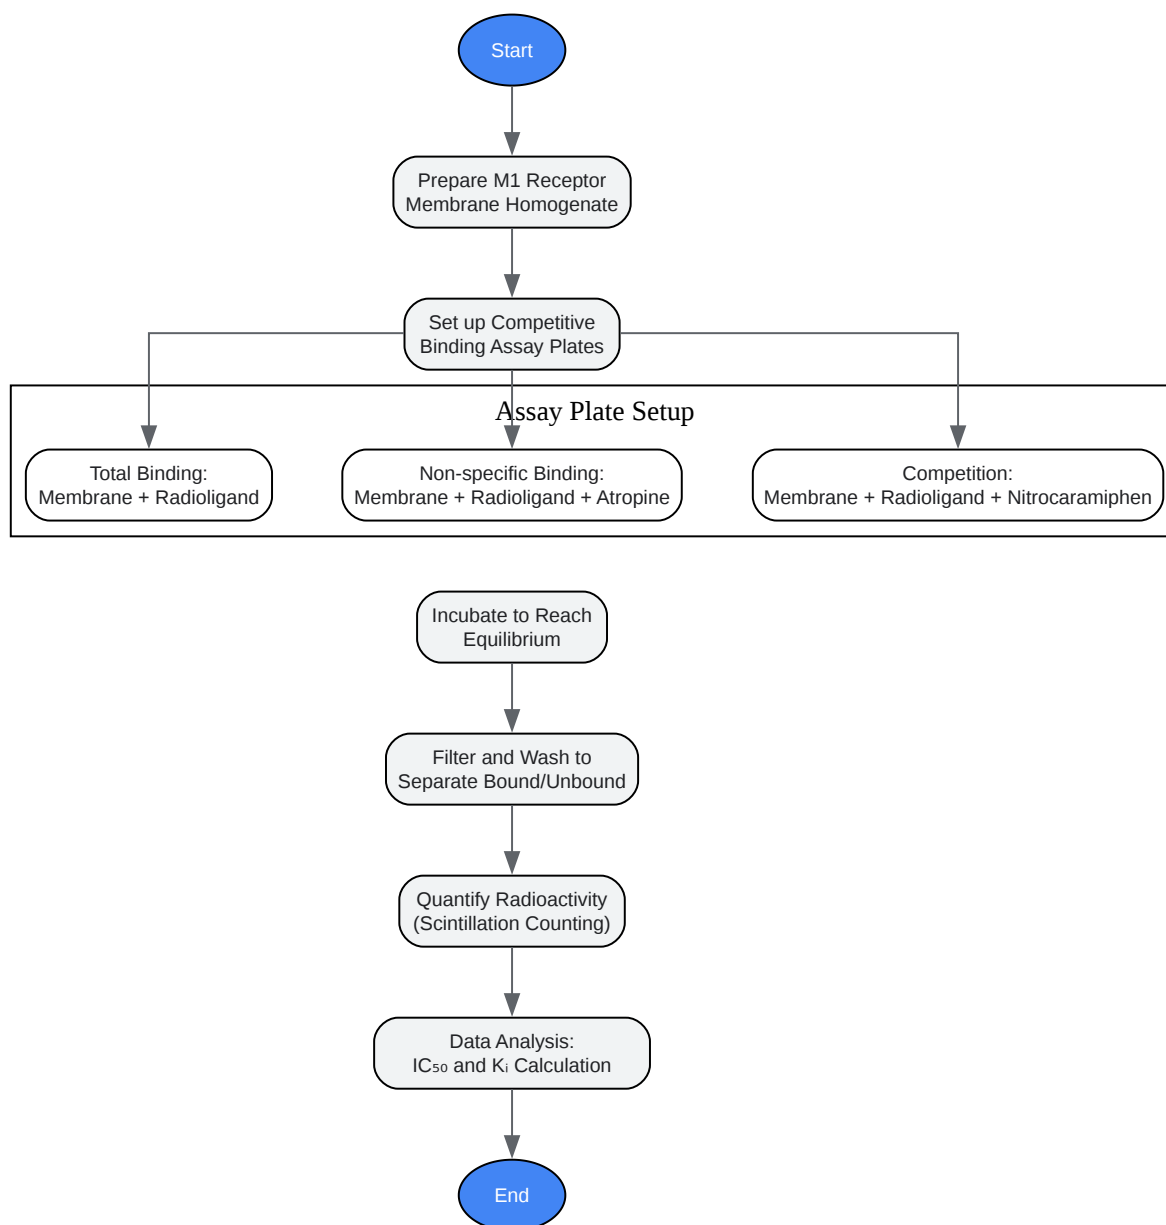 Start
Prepare M1 Receptor
Membrane Homogenate
Set up Competitive
Binding Assay Plates
Assay Plate Setup
Total Binding:
Membrane + Radioligand
Non-specific Binding:
Membrane + Radioligand + Atropine
Competition:
Membrane + Radioligand + Nitrocaramiphen
Incubate to Reach
Equilibrium
Filter and Wash to
Separate Bound/Unbound
Quantify Radioactivity
(Scintillation Counting)
Data Analysis:
IC₅₀ and Kᵢ Calculation
End